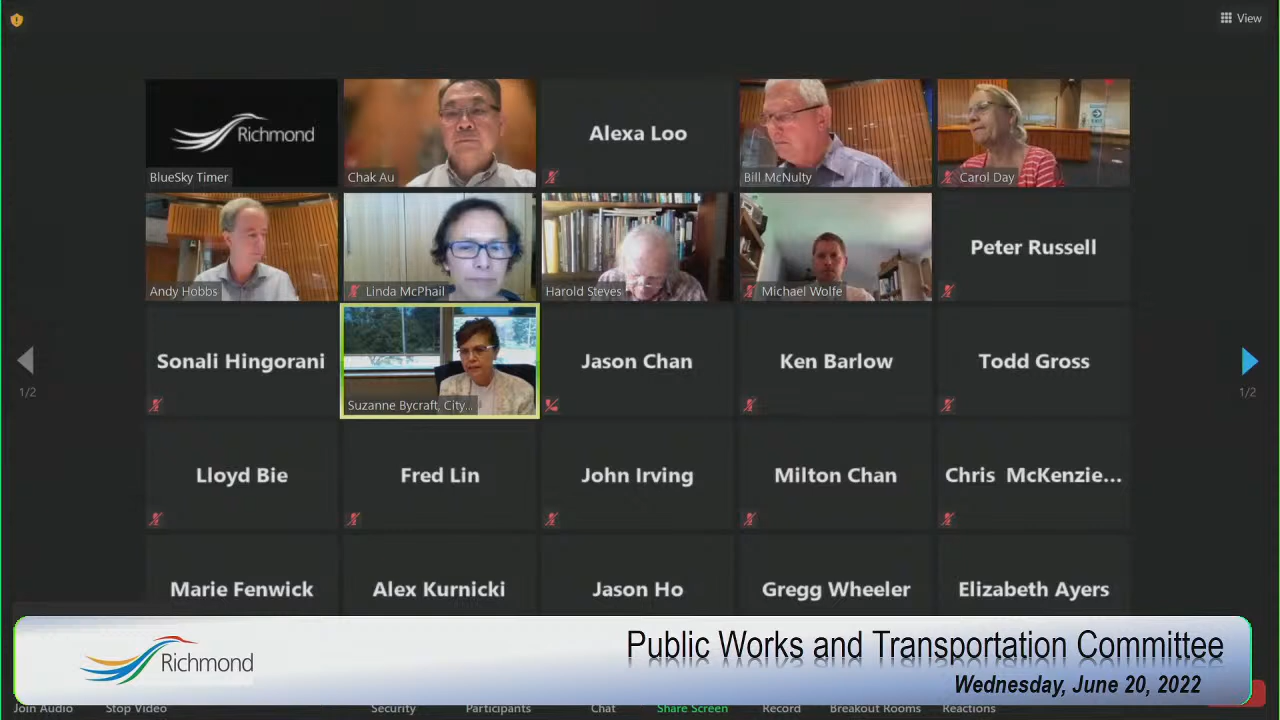 View
Richmond
BlueSky Timer
Chak Au
Alexa Loo
Bill McNulty
Carol Day
Andy Hobbs
Linda McPhail
Harold Steves
Michael Wolfe
Peter Russell
Sonali Hingorani
Suzanne Bycraft, City...
Jason Chan
Ken Barlow
Todd Gross
1/2
1/2
Lloyd Bie
Fred Lin
John Irving
Milton Chan
Chris McKenzie...
Marie Fenwick
Alex Kurnicki
Jason Ho
Gregg Wheeler
Elizabeth Ayers
Richmond
Public Works and Transportation Committee
Wednesday, June 20, 2022
Join Audio
Stop Video
Security
Participants
Chat
Share Screen
Record
Breakout Rooms
Reactions